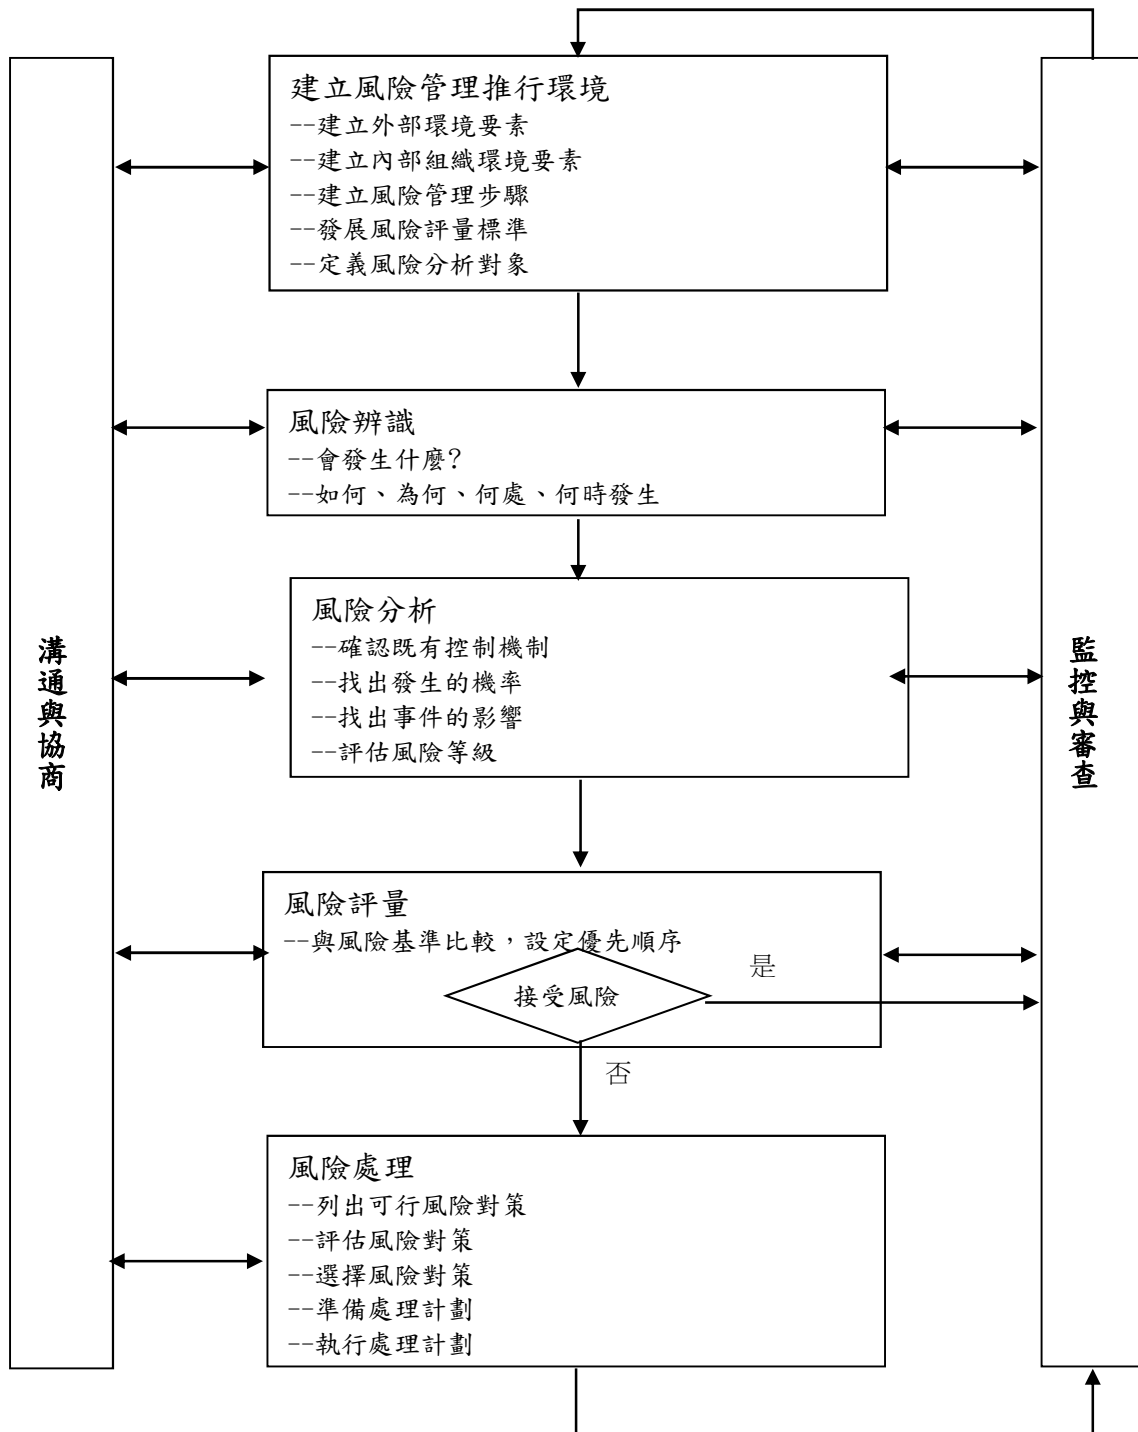 建立風險管理推行環境
--建立外部環境要素
--建立內部組織環境要素
--建立風險管理步驟
--發展風險評量標準
--定義風險分析對象
風險辨識
--會發生什麼?
--如何、為何、何處、何時發生
風險分析
--確認既有控制機制
--找出發生的機率
--找出事件的影響
--評估風險等級
溝通與協商
監控與審查
風險評量
--與風險基準比較，設定優先順序
是
接受風險
否
風險處理
--列出可行風險對策
--評估風險對策
--選擇風險對策
--準備處理計劃
--執行處理計劃